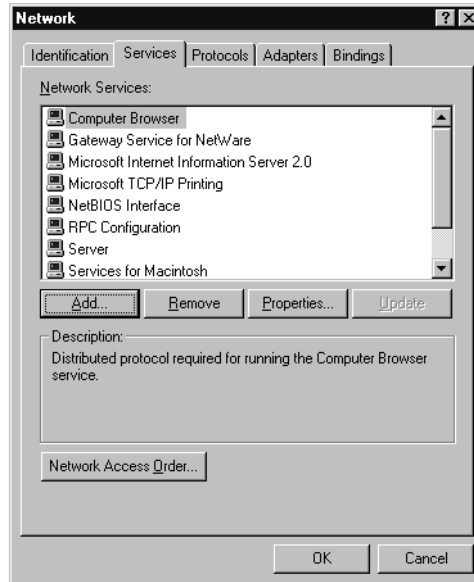 Network
Identification Services Protocols Adapters Bindings
Network Services:
Computer Browser
Gateway Service for NetWare
Microsoft Internet Information Server 2.0
Microsoft TCP/IP Printing
NetBIOS Interface
RPC Configuration
Server
Services for Macintosh
Add... Remove Properties... Update
Description:
Distributed protocol required for running the Computer Browser
service.
Network Access Order...
OK Cancel